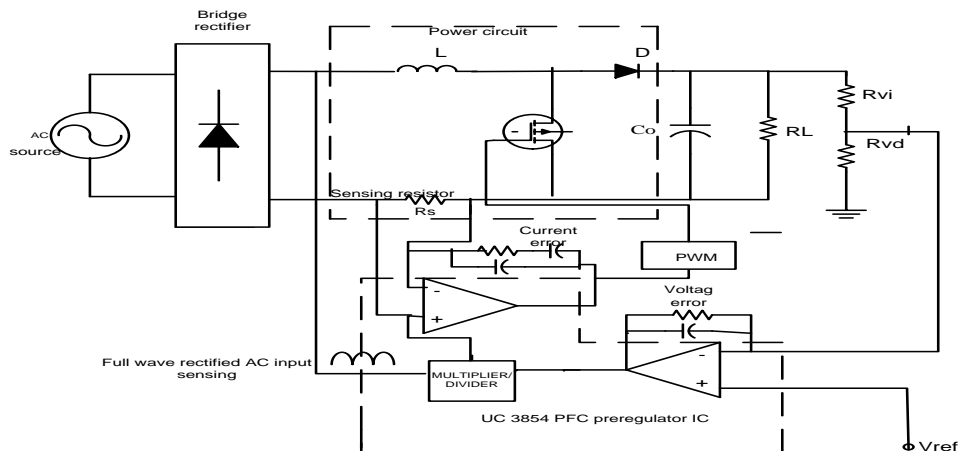 Bridge
rectifier
Power circuit
L
D
AC
source
Co
RL
Rvi
Rvd
Sensing resistor
Rs
Current
error
PWM
Voltag
error
-
+
-
+
Full wave rectified AC input
sensing
MULTIPLIER/
DIVIDER
UC 3854 PFC preregulator IC
Vref